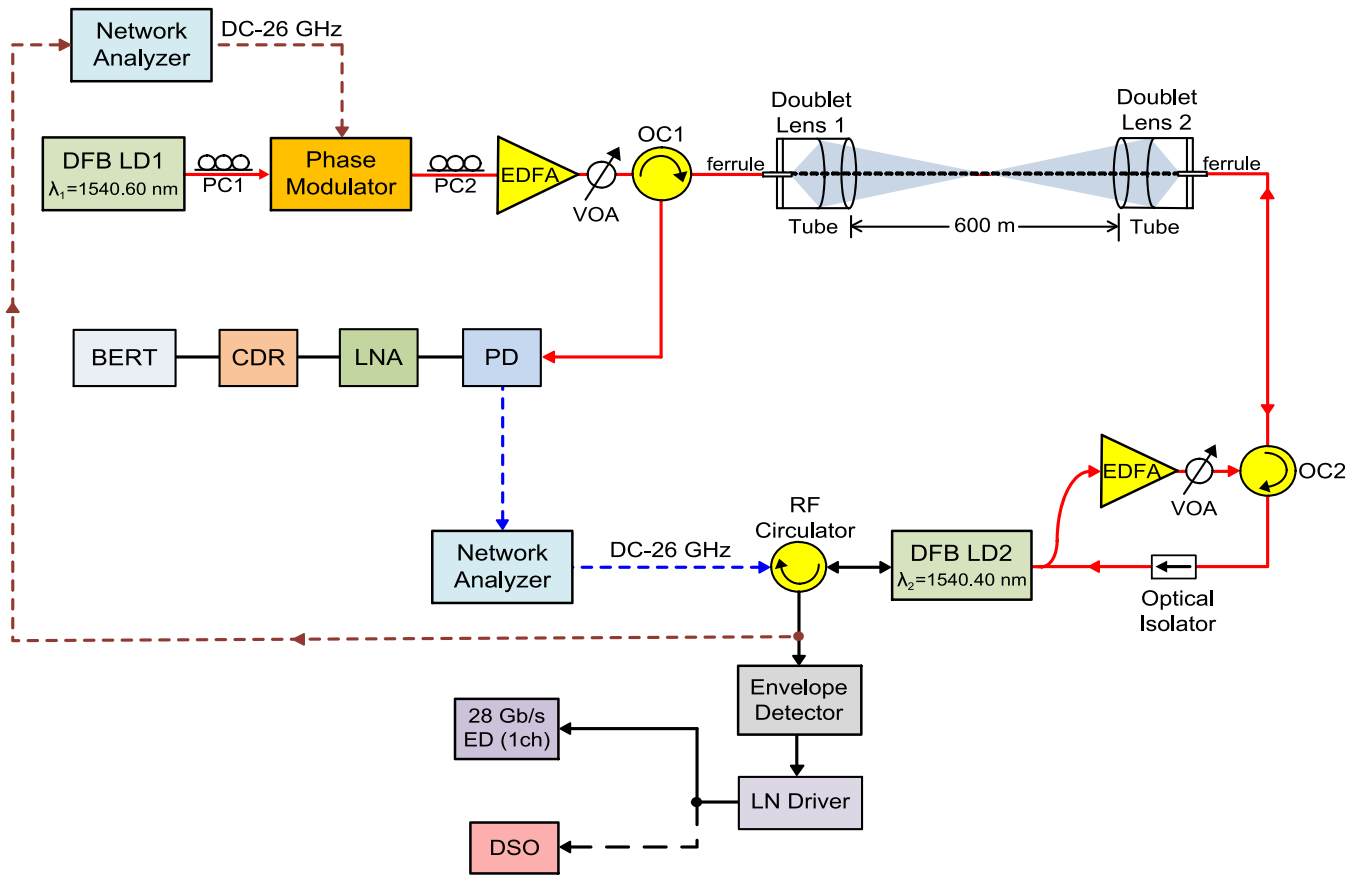 Network
Analyzer
DC-26 GHz
DFB LD1
λ₁=1540.60 nm
PC1
Phase
Modulator
PC2
EDFA
VOA
OC1
ferrule
Doublet
Lens 1
Tube
600 m
Doublet
Lens 2
Tube
ferrule
BERT
CDR
LNA
PD
EDFA
VOA
OC2
Network
Analyzer
DC-26 GHz
RF
Circulator
DFB LD2
λ₂=1540.40 nm
Optical
Isolator
Envelope
Detector
28 Gb/s
ED (1ch)
LN Driver
DSO